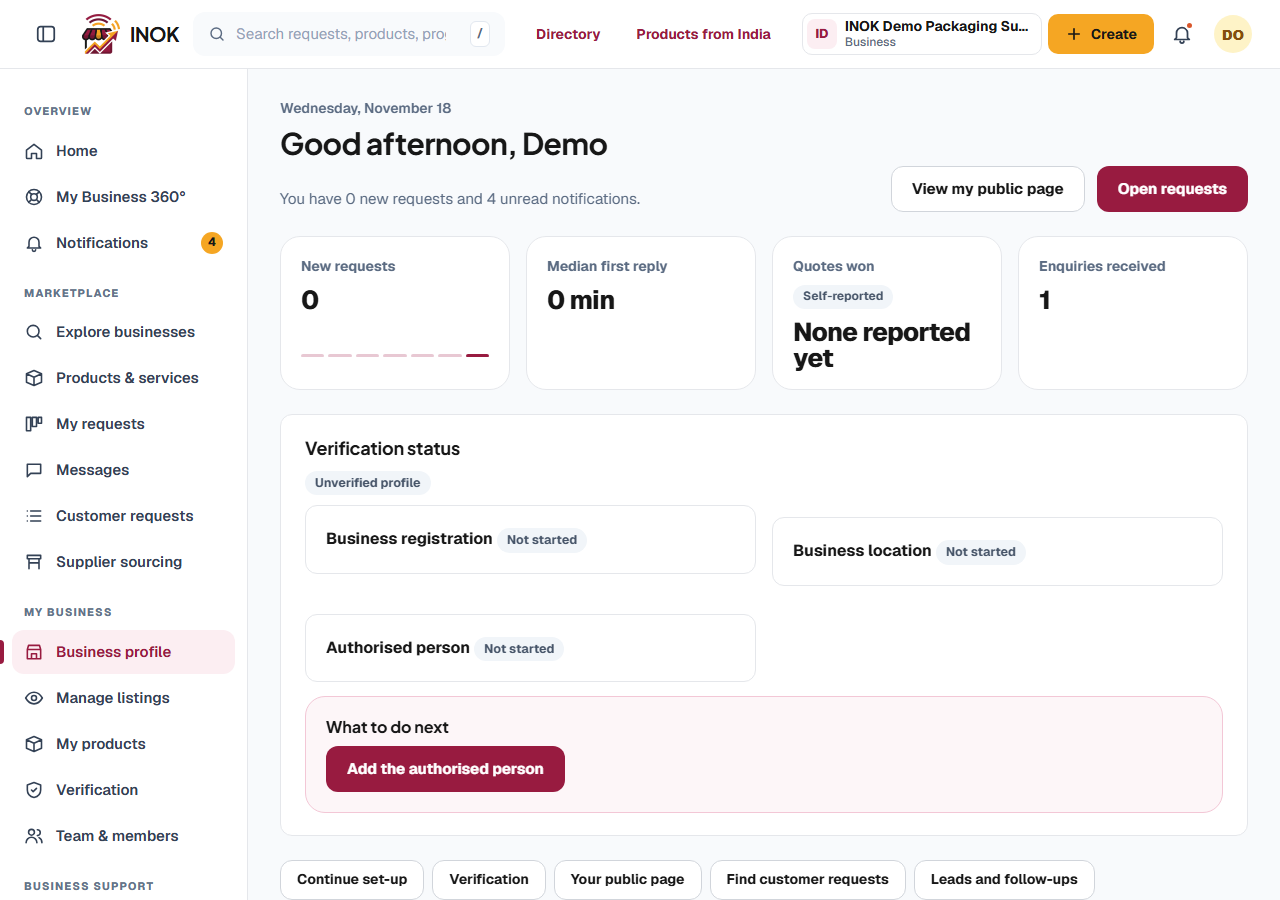 INOK
Search requests, products, pro
/
Directory
Products from India
ID
INOK Demo Packaging Su...
Business
Create
DO
OVERVIEW
Home
My Business 360°
Notifications
4
MARKETPLACE
Explore businesses
Products & services
My requests
Messages
Customer requests
Supplier sourcing
MY BUSINESS
Business profile
Manage listings
My products
Verification
Team & members
BUSINESS SUPPORT
Wednesday, November 18
Good afternoon, Demo
You have 0 new requests and 4 unread notifications.
View my public page
Open requests
New requests
0
Median first reply
0 min
Quotes won
Self-reported
None reported
yet
Enquiries received
1
Verification status
Unverified profile
Business registration Not started
Business location Not started
Authorised person Not started
What to do next
Add the authorised person
Continue set-up
Verification
Your public page
Find customer requests
Leads and follow-ups